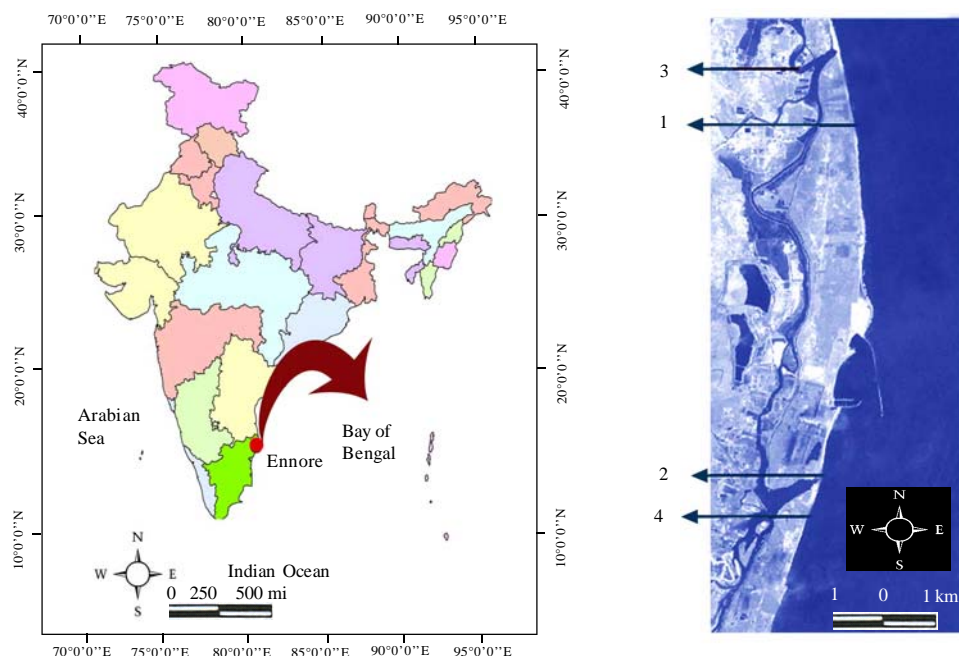 70°0'0''E 75°0'0''E 80°0'0''E 85°0'0''E 90°0'0''E 95°0'0''E
40°0'0''N
30°0'0''N
20°0'0''N
10°0'0''N
Arabian
Sea
Bay of
Bengal
Ennore
Indian Ocean
N
W E
S
0 250 500 mi
40°0'0''N
30°0'0''N
20°0'0''N
10°0'0''N
70°0'0''E 75°0'0''E 80°0'0''E 85°0'0''E 90°0'0''E 95°0'0''E
3
1
2
4
N
W E
S
1 0 1 km